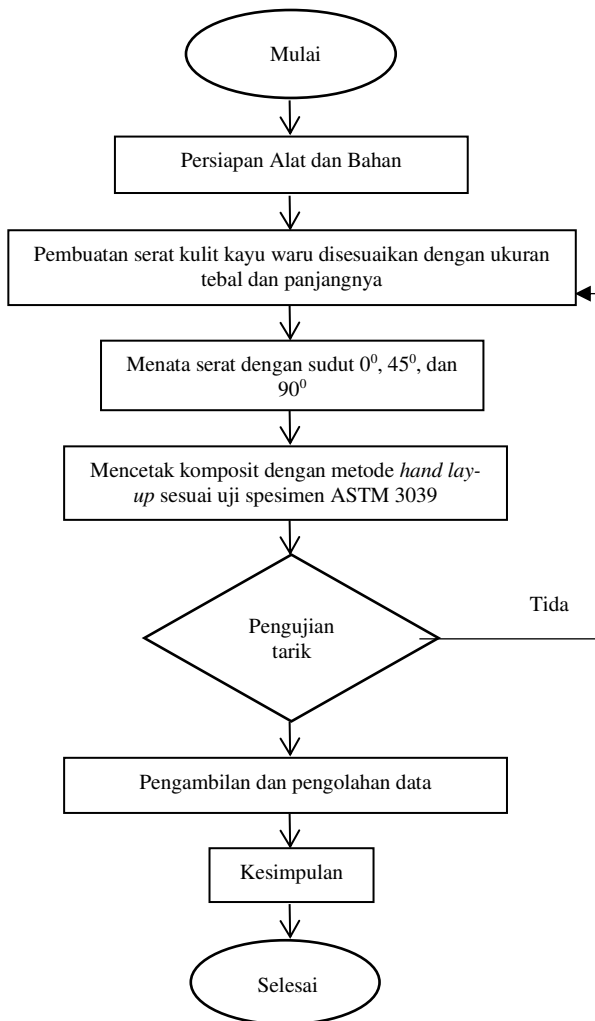 Mulai
Persiapan Alat dan Bahan
Pembuatan serat kulit kayu waru disesuaikan dengan ukuran
tebal dan panjangnya
Menata serat dengan sudut 0⁰, 45⁰, dan
90⁰
Mencetak komposit dengan metode hand lay-
up sesuai uji spesimen ASTM 3039
Pengujian
tarik
Tida
Pengambilan dan pengolahan data
Kesimpulan
Selesai